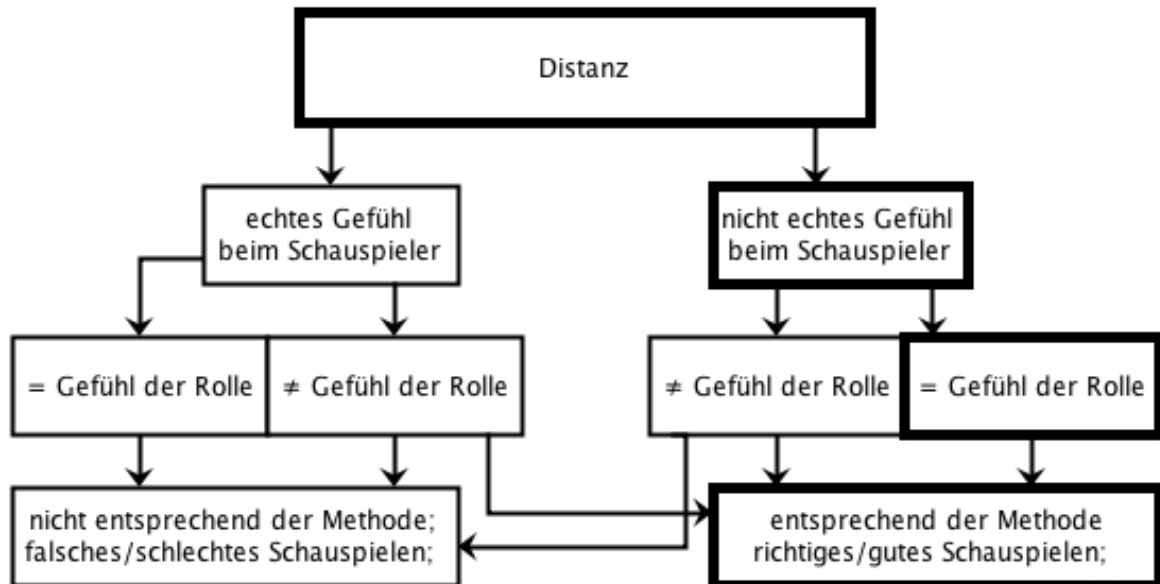 Distanz
echtes Gefühl
beim Schauspieler
nicht echtes Gefühl
beim Schauspieler
= Gefühl der Rolle
≠ Gefühl der Rolle
≠ Gefühl der Rolle
= Gefühl der Rolle
nicht entsprechend der Methode;
falsches/schlechtes Schauspielen;
entsprechend der Methode
richtiges/gutes Schauspielen;